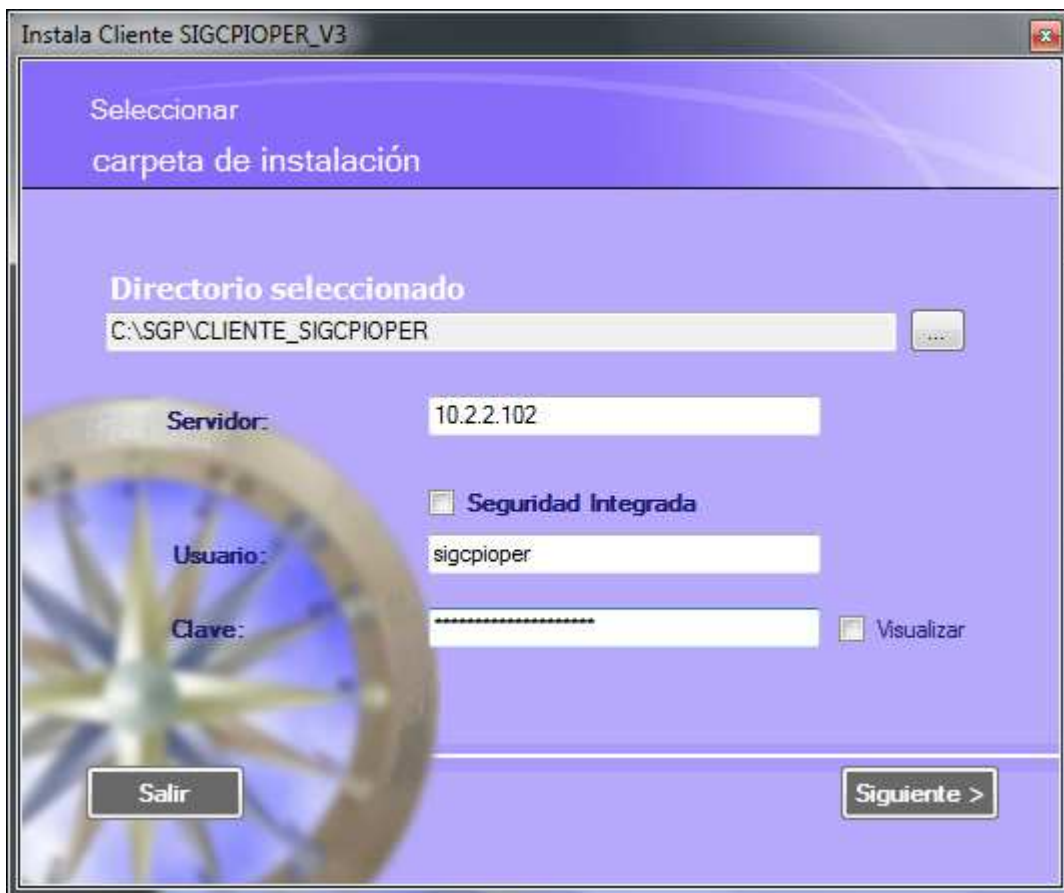 Instala Cliente SIGCPIOPER_V3
Seleccionar
carpeta de instalación
Directorio seleccionado
C:\SGP\CLIENTE_SIGCPIOPER
...
Servidor:
10.2.2.102
Seguridad Integrada
Usuario:
sigcpioper
Clave:
********************
Visualizar
Salir
Siguiente >